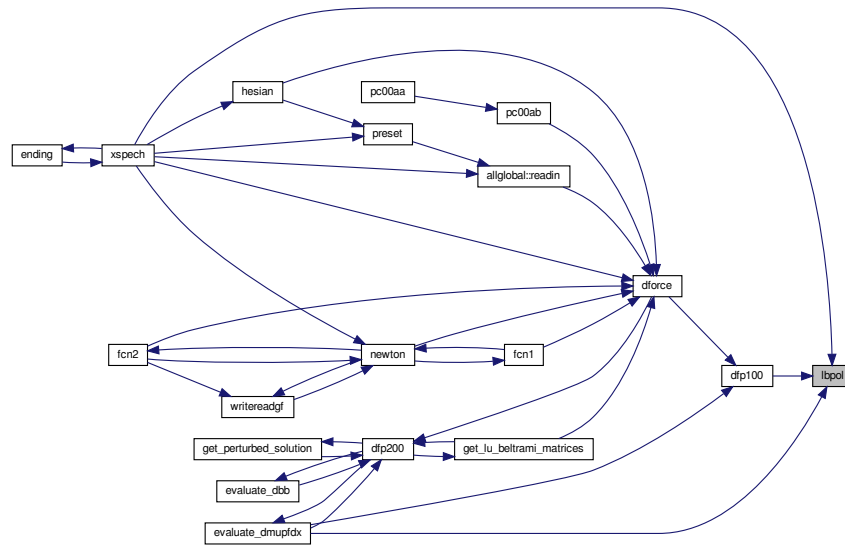 hesian
pc00aa
pc00ab
preset
ending
xspech
allglobal::readin
dforce
fcn2
newton
fcn1
dfp100
lbpol
writereadgf
get_perturbed_solution
dfp200
get_lu_beltrami_matrices
evaluate_dbb
evaluate_dmupfdx